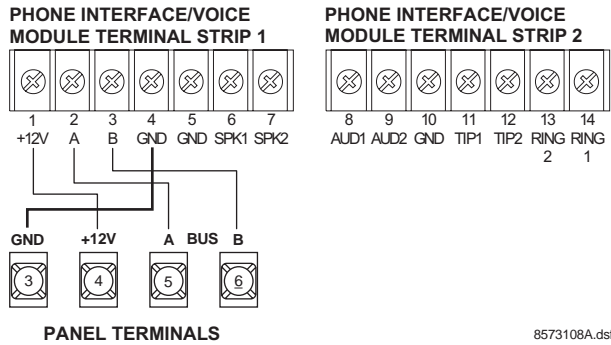 PHONE INTERFACE/VOICE
MODULE TERMINAL STRIP 1
1 2 3 4 5 6 7
+12V A B GND GND SPK1 SPK2
PHONE INTERFACE/VOICE
MODULE TERMINAL STRIP 2
8 9 10 11 12 13 14
AUD1 AUD2 GND TIP1 TIP2 RING RING
2 1
GND +12V A BUS B
3 4 5 6
PANEL TERMINALS
8573108A.dsf